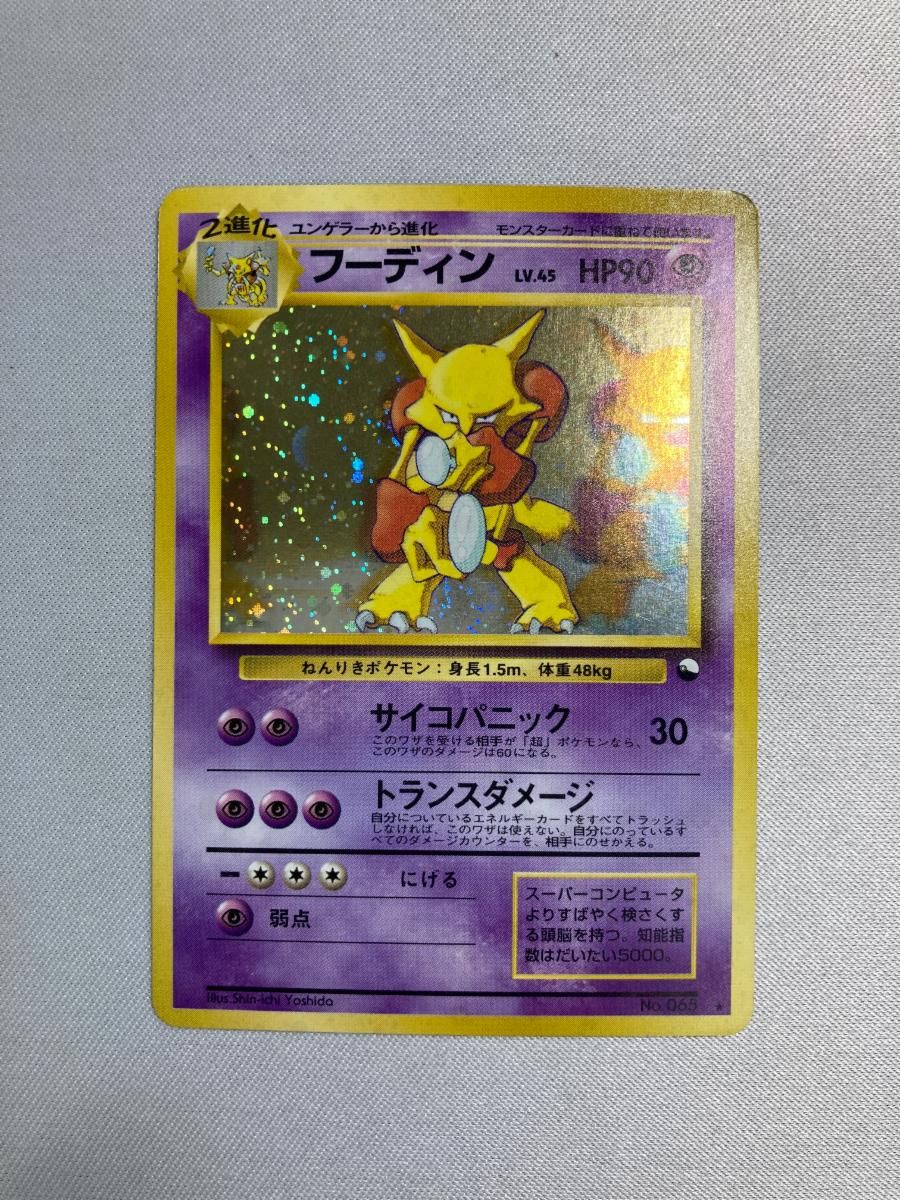 2進化 ユンゲラーから進化 モンスターカードに重ねて使います。
フーディン LV.45 HP90
ねんりきポケモン:身長1.5m、体重48kg
サイコパニック 30
このワザを受ける相手が「超」ポケモンなら、
このワザのダメージは60になる。
トランスダメージ
自分についているエネルギーカードをすべてトラッシュ
しなければ、このワザは使えない。自分にのっているす
べてのダメージカウンターを、相手にのせかえる。
ー にげる
弱点
スーパーコンピュータ
よりすばやく検さくす
る頭脳を持つ。知能指
数はだいたい5000。
Illus.Shin-ichi Yoshida No.065 ★